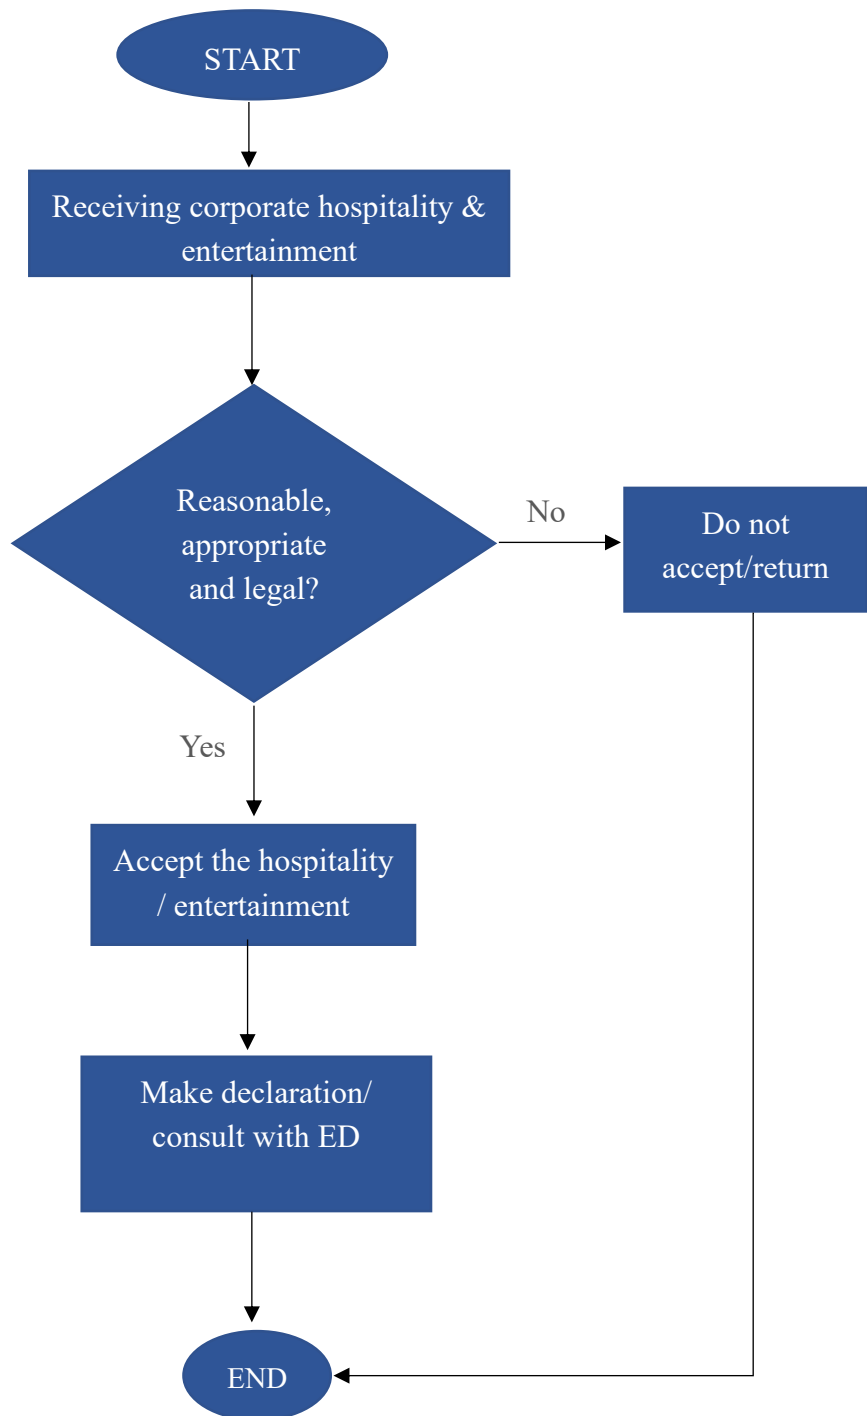 START
Receiving corporate hospitality &
entertainment
Reasonable,
appropriate
and legal?
No
Do not
accept/return
Yes
Accept the hospitality
/ entertainment
Make declaration/
consult with ED
END